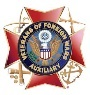 VETERANS OF FOREIGN WARS
AUXILIARY